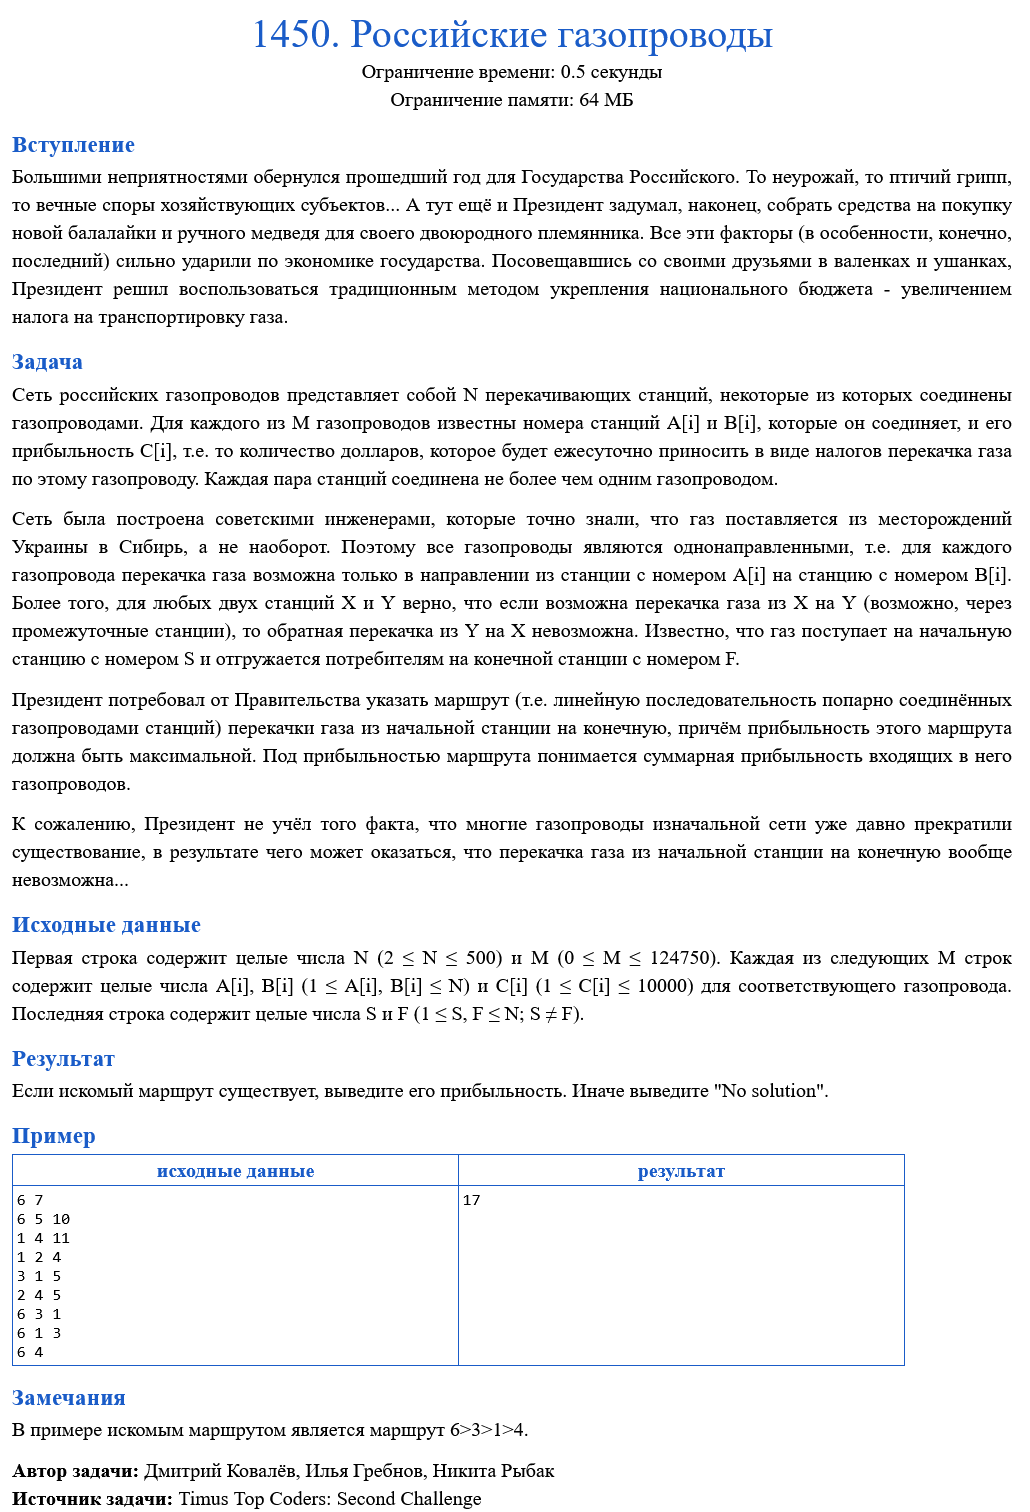 1450. Российские газопроводы
Ограничение времени: 0.5 секунды
Ограничение памяти: 64 МБ
Вступление
Большими неприятностями обернулся прошедший год для Государства Российского. То неурожай, то птичий грипп,
то вечные споры хозяйствующих субъектов... А тут ещё и Президент задумал, наконец, собрать средства на покупку
новой балалайки и ручного медведя для своего двоюродного племянника. Все эти факторы (в особенности, конечно,
последний) сильно ударили по экономике государства. Посовещавшись со своими друзьями в валенках и ушанках,
Президент решил воспользоваться традиционным методом укрепления национального бюджета - увеличением
налога на транспортировку газа.
Задача
Сеть российских газопроводов представляет собой N перекачивающих станций, некоторые из которых соединены
газопроводами. Для каждого из M газопроводов известны номера станций A[i] и B[i], которые он соединяет, и его
прибыльность C[i], т.е. то количество долларов, которое будет ежесуточно приносить в виде налогов перекачка газа
по этому газопроводу. Каждая пара станций соединена не более чем одним газопроводом.
Сеть была построена советскими инженерами, которые точно знали, что газ поставляется из месторождений
Украины в Сибирь, а не наоборот. Поэтому все газопроводы являются однонаправленными, т.е. для каждого
газопровода перекачка газа возможна только в направлении из станции с номером A[i] на станцию с номером B[i].
Более того, для любых двух станций X и Y верно, что если возможна перекачка газа из X на Y (возможно, через
промежуточные станции), то обратная перекачка из Y на X невозможна. Известно, что газ поступает на начальную
станцию с номером S и отгружается потребителям на конечной станции с номером F.
Президент потребовал от Правительства указать маршрут (т.е. линейную последовательность попарно соединённых
газопроводами станций) перекачки газа из начальной станции на конечную, причём прибыльность этого маршрута
должна быть максимальной. Под прибыльностью маршрута понимается суммарная прибыльность входящих в него
газопроводов.
К сожалению, Президент не учёл того факта, что многие газопроводы изначальной сети уже давно прекратили
существование, в результате чего может оказаться, что перекачка газа из начальной станции на конечную вообще
невозможна...
Исходные данные
Первая строка содержит целые числа N (2 ≤ N ≤ 500) и M (0 ≤ M ≤ 124750). Каждая из следующих M строк
содержит целые числа A[i], B[i] (1 ≤ A[i], B[i] ≤ N) и C[i] (1 ≤ C[i] ≤ 10000) для соответствующего газопровода.
Последняя строка содержит целые числа S и F (1 ≤ S, F ≤ N; S ≠ F).
Результат
Если искомый маршрут существует, выведите его прибыльность. Иначе выведите "No solution".
Пример
исходные данные результат
6 7 17
6 5 10
1 4 11
1 2 4
3 1 5
2 4 5
6 3 1
6 1 3
6 4
Замечания
В примере искомым маршрутом является маршрут 6>3>1>4.
Автор задачи: Дмитрий Ковалёв, Илья Гребнов, Никита Рыбак
Источник задачи: Timus Top Coders: Second Challenge